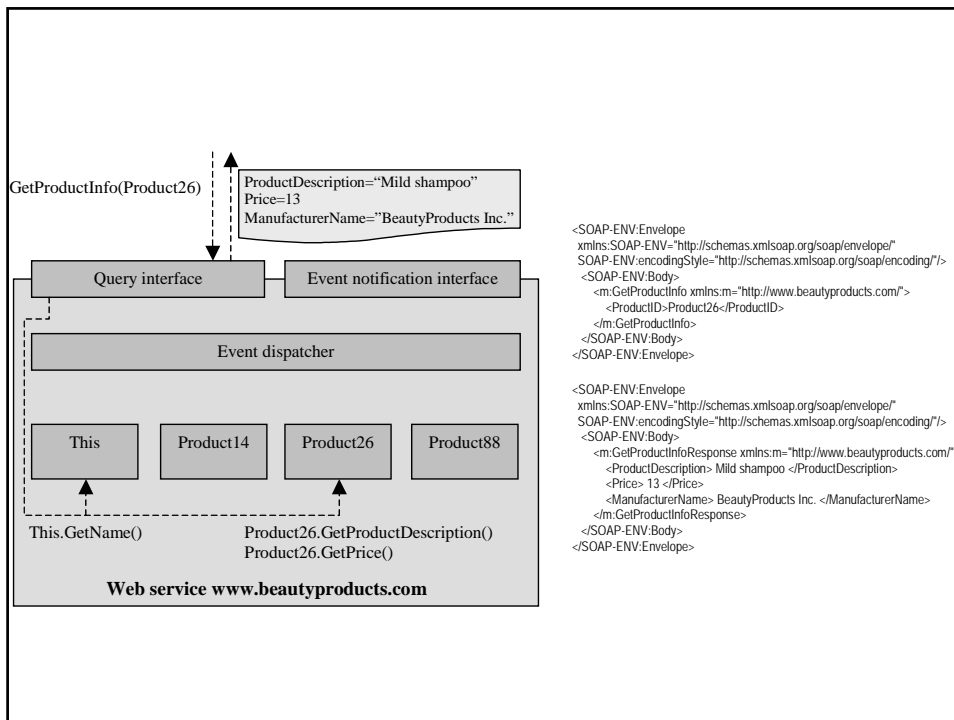 GetProductInfo(Product26)
ProductDescription=“Mild shampoo”
Price=13
ManufacturerName=”BeautyProducts Inc.”
Query interface
Event notification interface
Event dispatcher
This
Product14
Product26
Product88
This.GetName()
Product26.GetProductDescription()
Product26.GetPrice()
Web service www.beautyproducts.com
<SOAP-ENV:Envelope
xmlns:SOAP-ENV="http://schemas.xmlsoap.org/soap/envelope/"
SOAP-ENV:encodingStyle="http://schemas.xmlsoap.org/soap/encoding/"/>
<SOAP-ENV:Body>
<m:GetProductInfo xmlns:m="http://www.beautyproducts.com/">
<ProductID>Product26</ProductID>
</m:GetProductInfo>
</SOAP-ENV:Body>
</SOAP-ENV:Envelope>
<SOAP-ENV:Envelope
xmlns:SOAP-ENV="http://schemas.xmlsoap.org/soap/envelope/"
SOAP-ENV:encodingStyle="http://schemas.xmlsoap.org/soap/encoding/"/>
<SOAP-ENV:Body>
<m:GetProductInfoResponse xmlns:m="http://www.beautyproducts.com/"
<ProductDescription> Mild shampoo </ProductDescription>
<Price> 13 </Price>
<ManufacturerName> BeautyProducts Inc. </ManufacturerName>
</m:GetProductInfoResponse>
</SOAP-ENV:Body>
</SOAP-ENV:Envelope>